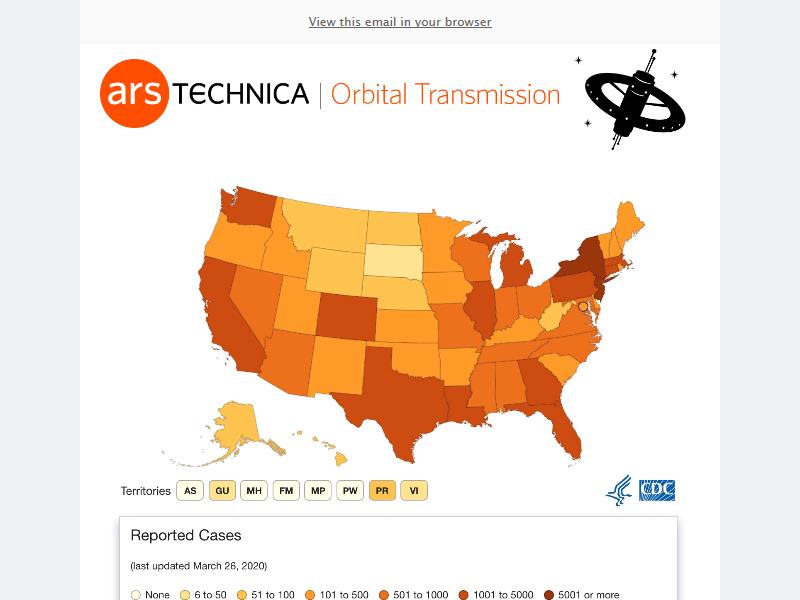 View this email in your browser
ars TECHNICA | Orbital Transmission
Territories AS GU MH FM MP PW PR VI
CDC
Reported Cases
(last updated March 26, 2020)
None 6 to 50 51 to 100 101 to 500 501 to 1000 1001 to 5000 5001 or more